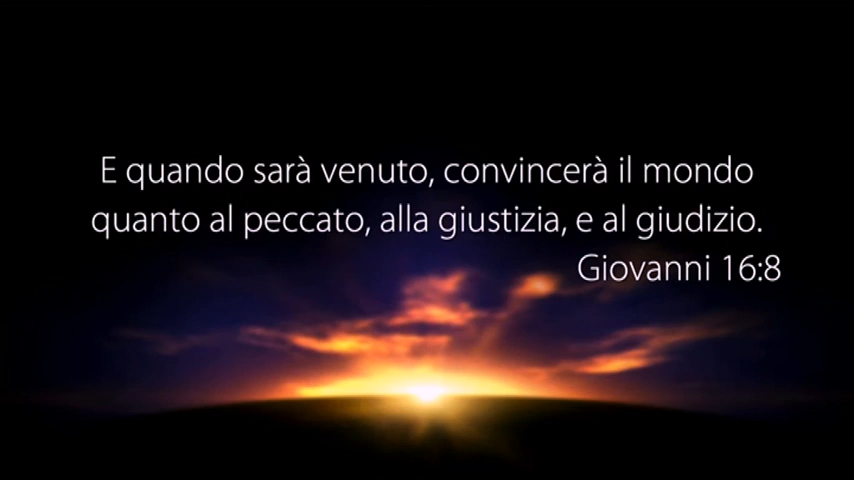 E quando sarà venuto, convincerà il mondo
quanto al peccato, alla giustizia, e al giudizio.
Giovanni 16:8